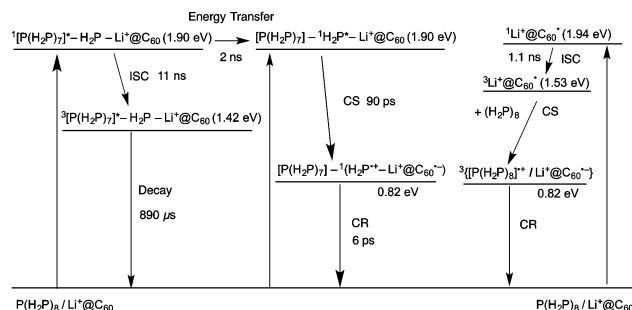 Energy Transfer
¹[P(H₂P)₇]*– H₂P – Li⁺@C₆₀ (1.90 eV)
2 ns
[P(H₂P)₇] – ¹H₂P*– Li⁺@C₆₀ (1.90 eV)
¹Li⁺@C₆₀* (1.94 eV)
ISC 11 ns
1.1 ns
ISC
³Li⁺@C₆₀* (1.53 eV)
CS 90 ps
+ (H₂P)₈
CS
³[P(H₂P)₇]*– H₂P – Li⁺@C₆₀ (1.42 eV)
[P(H₂P)₇] – ¹(H₂P•⁺– Li⁺@C₆₀•⁻)
³{[P(H₂P)₈]•⁺ / Li⁺@C₆₀•⁻}
0.82 eV
0.82 eV
Decay
890 μs
CR
6 ps
CR
P(H₂P)₈ / Li⁺@C₆₀
P(H₂P)₈ / Li⁺@C₆₀